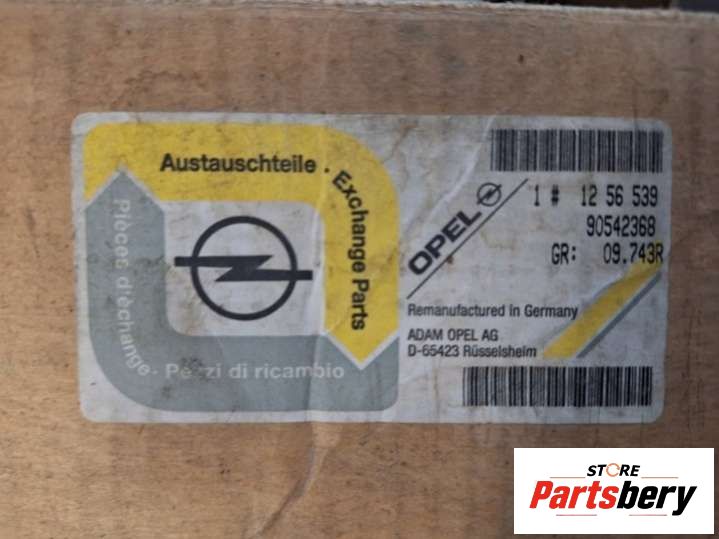 Austauschteile .
Exchange Parts
Pièces d'échange.
Pezzi di ricambio
OPEL
1 # 12 56 539
90542368
GR: 09.743R
Remanufactured in Germany
ADAM OPEL AG
D-65423 Rüsselsheim
STORE
Partsbery